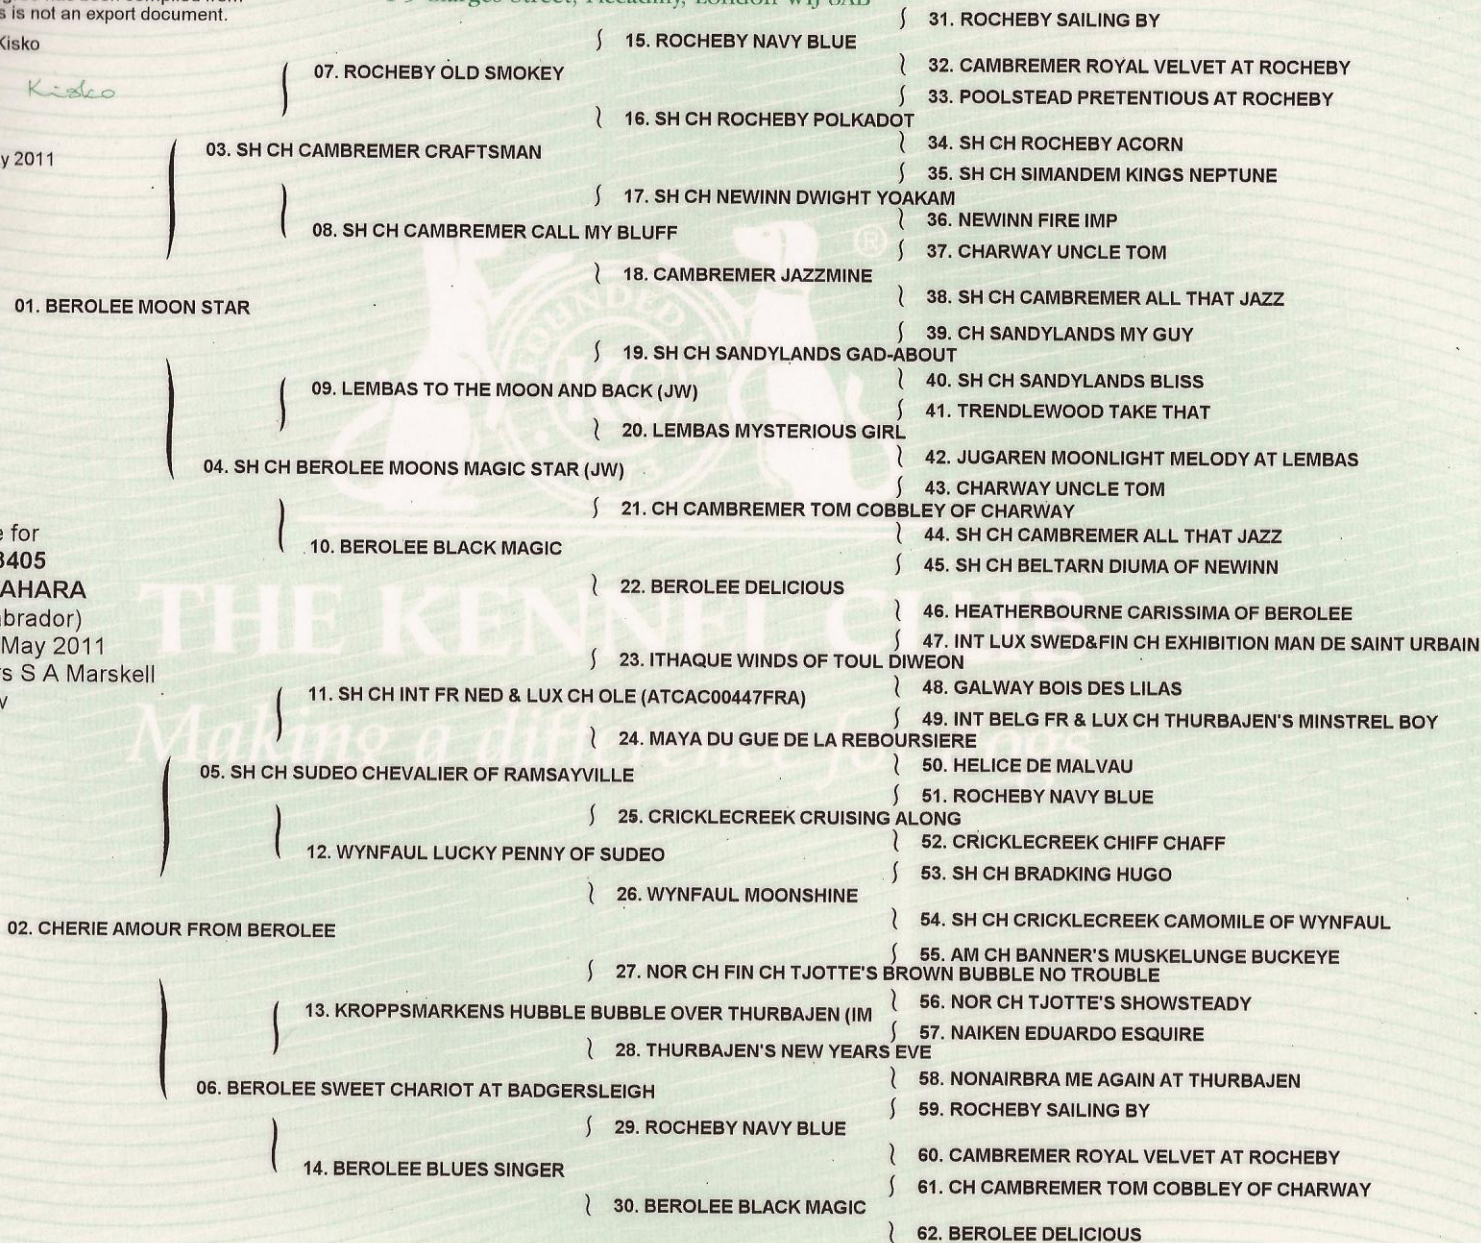 s is not an export document.
Kisko
Kisko
y 2011
e for
3405
AHARA
abrador)
May 2011
rs S A Marskell
FOUNDED
KC
®
THE KENNEL CLUB
Making a difference for dogs
01. BEROLEE MOON STAR
02. CHERIE AMOUR FROM BEROLEE
03. SH CH CAMBREMER CRAFTSMAN
04. SH CH BEROLEE MOONS MAGIC STAR (JW)
05. SH CH SUDEO CHEVALIER OF RAMSAYVILLE
06. BEROLEE SWEET CHARIOT AT BADGERSLEIGH
07. ROCHEBY OLD SMOKEY
08. SH CH CAMBREMER CALL MY BLUFF
09. LEMBAS TO THE MOON AND BACK (JW)
10. BEROLEE BLACK MAGIC
11. SH CH INT FR NED & LUX CH OLE (ATCAC00447FRA)
12. WYNFAUL LUCKY PENNY OF SUDEO
13. KROPPSMARKENS HUBBLE BUBBLE OVER THURBAJEN (IM
14. BEROLEE BLUES SINGER
15. ROCHEBY NAVY BLUE
16. SH CH ROCHEBY POLKADOT
17. SH CH NEWINN DWIGHT YOAKAM
18. CAMBREMER JAZZMINE
19. SH CH SANDYLANDS GAD-ABOUT
20. LEMBAS MYSTERIOUS GIRL
21. CH CAMBREMER TOM COBBLEY OF CHARWAY
22. BEROLEE DELICIOUS
23. ITHAQUE WINDS OF TOUL DIWEON
24. MAYA DU GUE DE LA REBOURSIERE
25. CRICKLECREEK CRUISING ALONG
26. WYNFAUL MOONSHINE
27. NOR CH FIN CH TJOTTE'S BROWN BUBBLE NO TROUBLE
28. THURBAJEN'S NEW YEARS EVE
29. ROCHEBY NAVY BLUE
30. BEROLEE BLACK MAGIC
31. ROCHEBY SAILING BY
32. CAMBREMER ROYAL VELVET AT ROCHEBY
33. POOLSTEAD PRETENTIOUS AT ROCHEBY
34. SH CH ROCHEBY ACORN
35. SH CH SIMANDEM KINGS NEPTUNE
36. NEWINN FIRE IMP
37. CHARWAY UNCLE TOM
38. SH CH CAMBREMER ALL THAT JAZZ
39. CH SANDYLANDS MY GUY
40. SH CH SANDYLANDS BLISS
41. TRENDLEWOOD TAKE THAT
42. JUGAREN MOONLIGHT MELODY AT LEMBAS
43. CHARWAY UNCLE TOM
44. SH CH CAMBREMER ALL THAT JAZZ
45. SH CH BELTARN DIUMA OF NEWINN
46. HEATHERBOURNE CARISSIMA OF BEROLEE
47. INT LUX SWED&FIN CH EXHIBITION MAN DE SAINT URBAIN
48. GALWAY BOIS DES LILAS
49. INT BELG FR & LUX CH THURBAJEN'S MINSTREL BOY
50. HELICE DE MALVAU
51. ROCHEBY NAVY BLUE
52. CRICKLECREEK CHIFF CHAFF
53. SH CH BRADKING HUGO
54. SH CH CRICKLECREEK CAMOMILE OF WYNFAUL
55. AM CH BANNER'S MUSKELUNGE BUCKEYE
56. NOR CH TJOTTE'S SHOWSTEADY
57. NAIKEN EDUARDO ESQUIRE
58. NONAIRBRA ME AGAIN AT THURBAJEN
59. ROCHEBY SAILING BY
60. CAMBREMER ROYAL VELVET AT ROCHEBY
61. CH CAMBREMER TOM COBBLEY OF CHARWAY
62. BEROLEE DELICIOUS